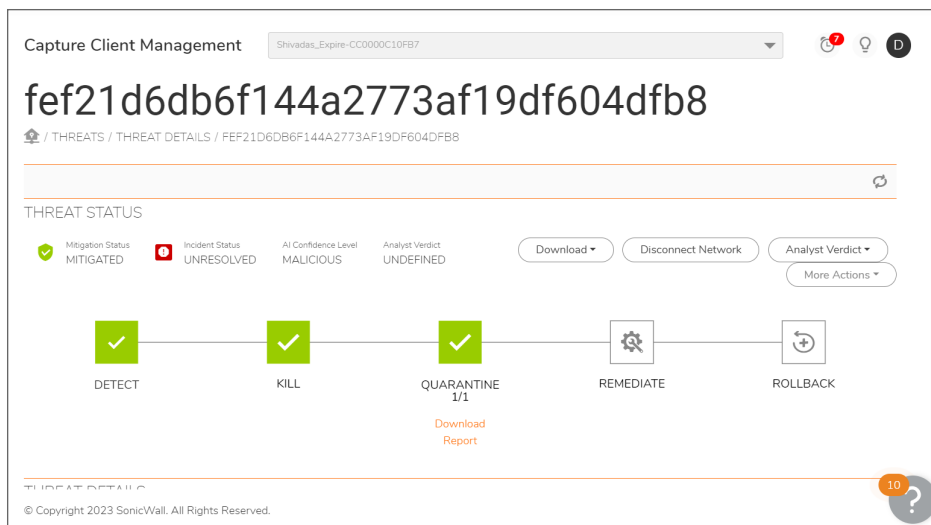 Capture Client Management
Shivadas_Expire-CC0000C10FB7
7
D
fef21d6db6f144a2773af19df604dfb8
/ THREATS / THREAT DETAILS / FEF21D6DB6F144A2773AF19DF604DFB8
THREAT STATUS
Mitigation Status
MITIGATED
Incident Status
UNRESOLVED
AI Confidence Level
MALICIOUS
Analyst Verdict
UNDEFINED
Download
Disconnect Network
Analyst Verdict
More Actions
DETECT
KILL
QUARANTINE
1/1
Download
Report
REMEDIATE
ROLLBACK
THREAT DETAILS
10
?
© Copyright 2023 SonicWall. All Rights Reserved.